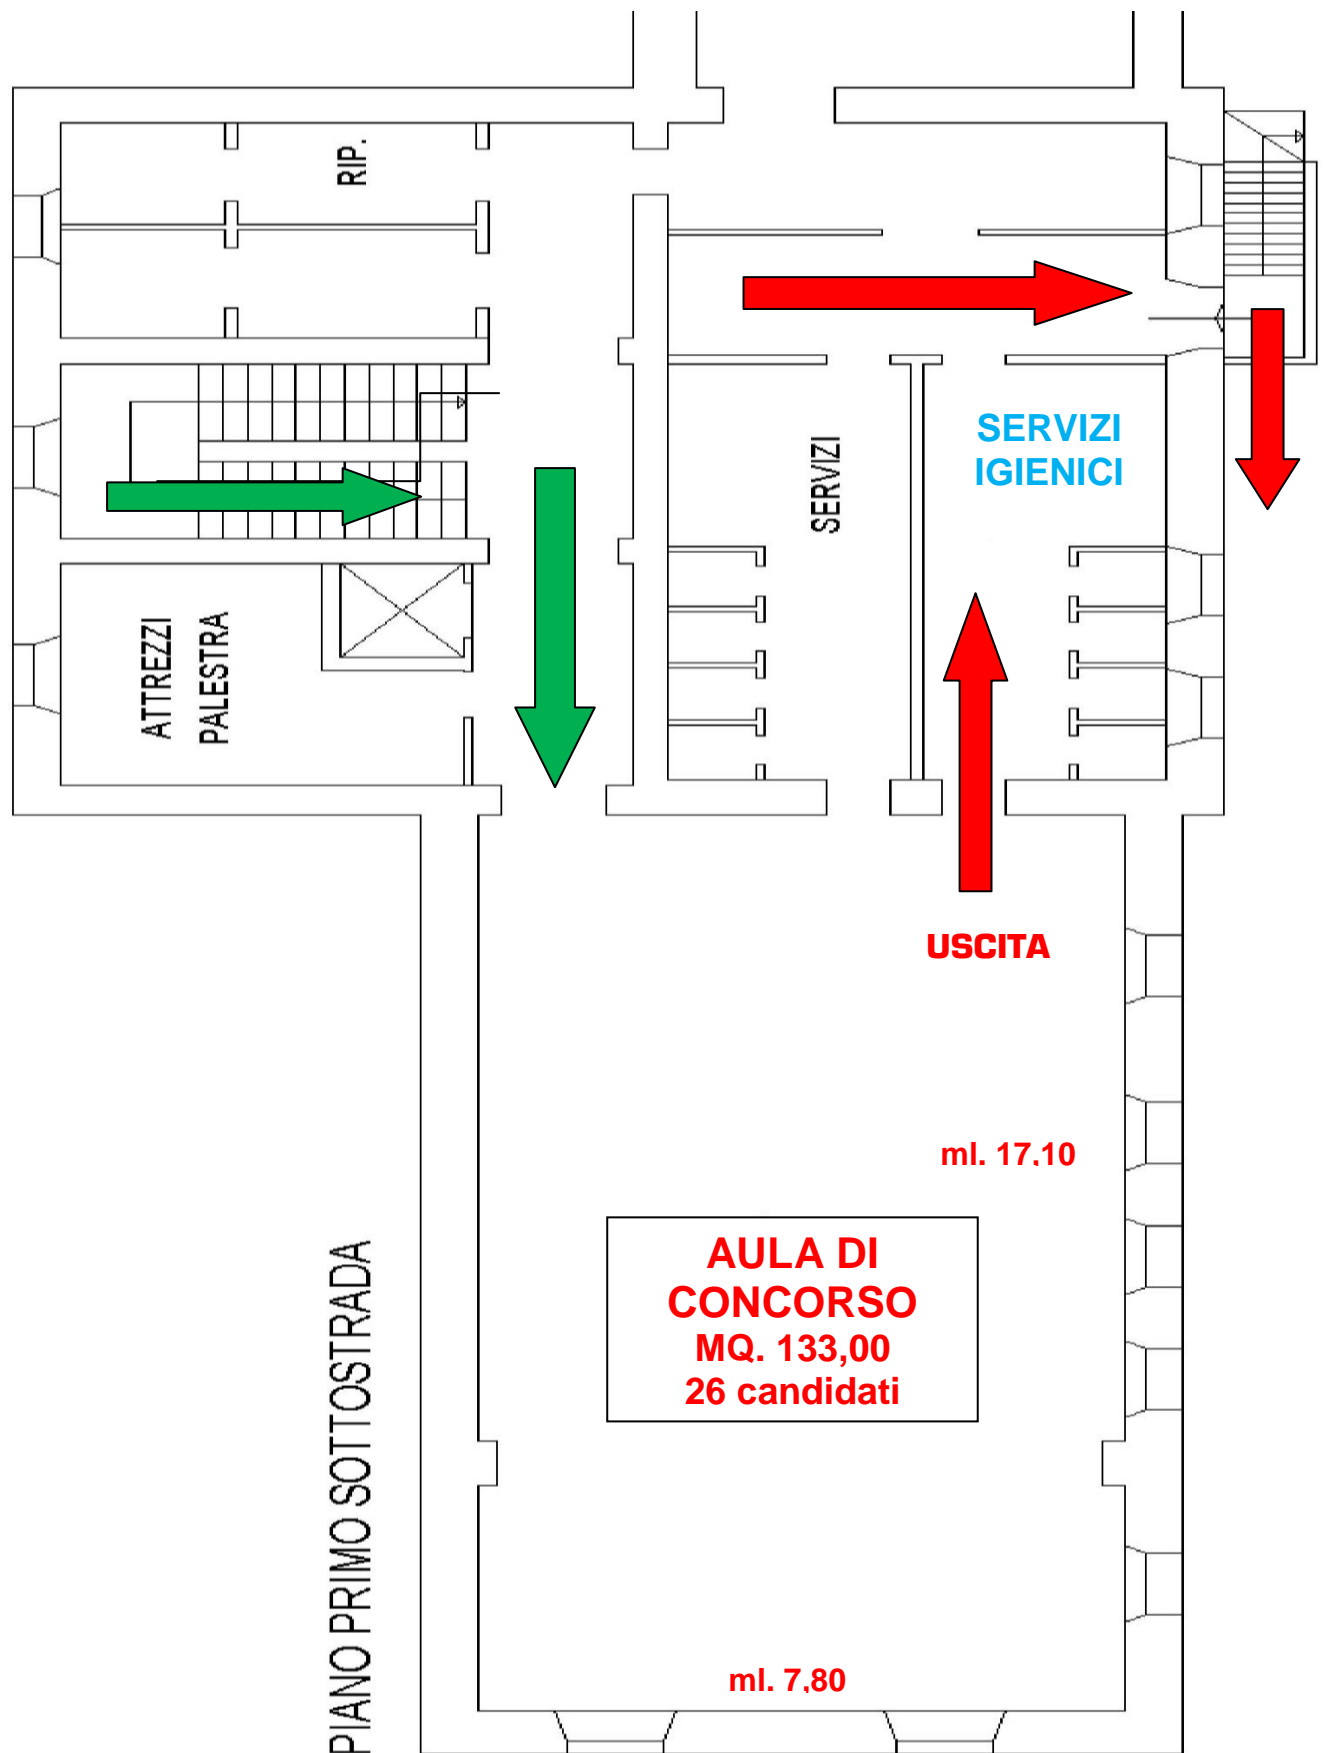 RIP.
SERVIZI
IGIENICI
SERVIZI
ATTREZZI
PALESTRA
USCITA
ml. 17,10
AULA DI
CONCORSO
MQ. 133,00
26 candidati
PIANO PRIMO SOTTOSTRADA
ml. 7,80